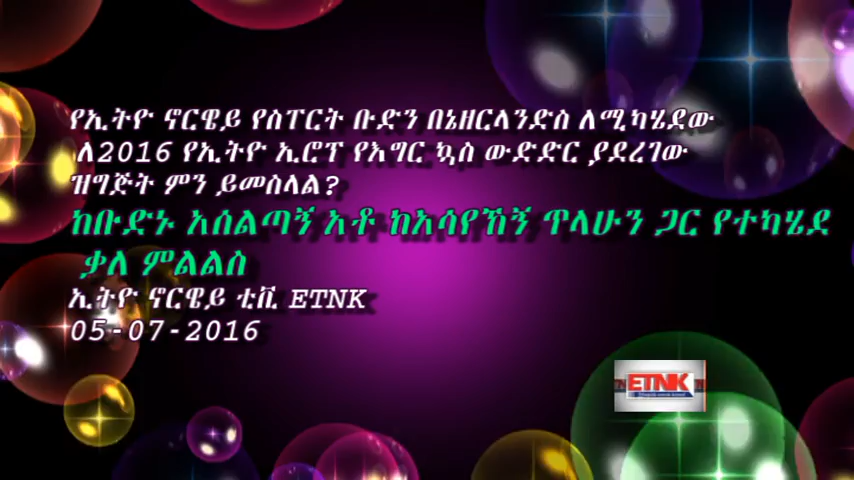 የኢትዮ ኖርዌይ የስፖርት ቡድን በኔዘርላንድስ ለሚካሄደው
ለ2016 የኢትዮ ኢሮፕ የእግር ኳስ ውድድር ያደረገው
ዝግጅት ምን ይመስላል?
ከቡድኑ አሰልጣኝ አቶ ከአሳየኸኝ ጥላሁን ጋር የተካሄደ
ቃለ ምልልስ
ኢትዮ ኖርዌይ ቲቪ ETNK
05-07-2016
ETNK